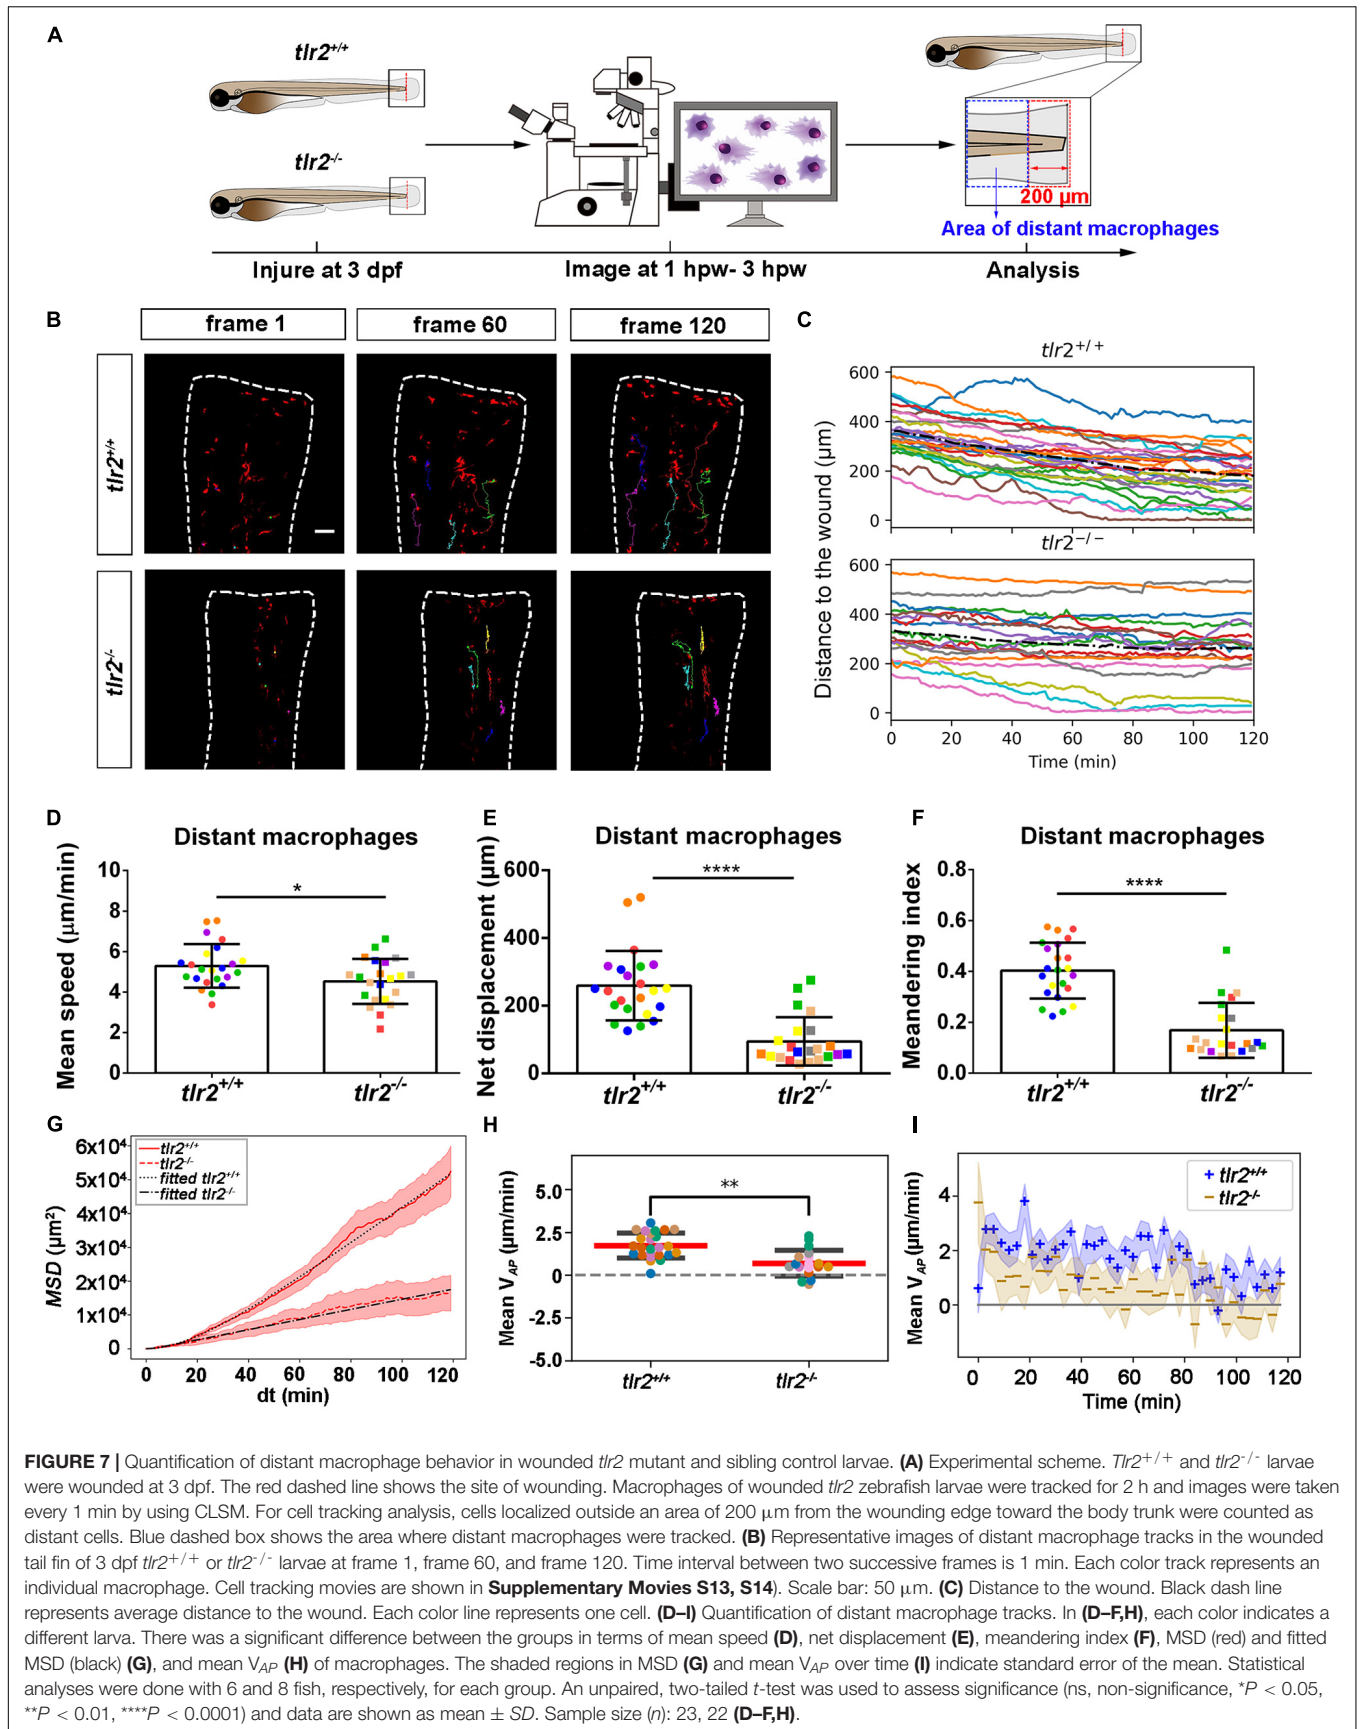 A
tlr2+/+
tlr2-/-
200 µm
Area of distant macrophages
Injure at 3 dpf
Image at 1 hpw- 3 hpw
Analysis
B
frame 1
frame 60
frame 120
tlr2+/+
tlr2-/-
C
tlr2+/+
600
400
200
0
tlr2−/−
600
400
200
0
Distance to the wound (µm)
0 20 40 60 80 100 120
Time (min)
D
Distant macrophages
Mean speed (µm/min)
10
8
6
4
2
0
*
tlr2+/+ tlr2-/-
E
Distant macrophages
Net displacement (µm)
600
400
200
0
****
tlr2+/+ tlr2-/-
F
Distant macrophages
Meandering index
0.8
0.6
0.4
0.2
0.0
****
tlr2+/+ tlr2-/-
G
MSD (µm²)
6x10⁴
5x10⁴
4x10⁴
3x10⁴
2x10⁴
1x10⁴
0
tlr2+/+
tlr2-/-
fitted tlr2+/+
fitted tlr2-/-
0 20 40 60 80 100 120
dt (min)
H
Mean VAP (µm/min)
5.0
2.5
0
-2.5
-5.0
**
tlr2+/+ tlr2-/-
I
Mean VAP (µm/min)
4
2
0
tlr2+/+
tlr2-/-
0 20 40 60 80 100 120
Time (min)
FIGURE 7 | Quantification of distant macrophage behavior in wounded tlr2 mutant and sibling control larvae. (A) Experimental scheme. Tlr2+/+ and tlr2-/- larvae
were wounded at 3 dpf. The red dashed line shows the site of wounding. Macrophages of wounded tlr2 zebrafish larvae were tracked for 2 h and images were taken
every 1 min by using CLSM. For cell tracking analysis, cells localized outside an area of 200 µm from the wounding edge toward the body trunk were counted as
distant cells. Blue dashed box shows the area where distant macrophages were tracked. (B) Representative images of distant macrophage tracks in the wounded
tail fin of 3 dpf tlr2+/+ or tlr2-/- larvae at frame 1, frame 60, and frame 120. Time interval between two successive frames is 1 min. Each color track represents an
individual macrophage. Cell tracking movies are shown in Supplementary Movies S13, S14). Scale bar: 50 µm. (C) Distance to the wound. Black dash line
represents average distance to the wound. Each color line represents one cell. (D–I) Quantification of distant macrophage tracks. In (D–F,H), each color indicates a
different larva. There was a significant difference between the groups in terms of mean speed (D), net displacement (E), meandering index (F), MSD (red) and fitted
MSD (black) (G), and mean VAP (H) of macrophages. The shaded regions in MSD (G) and mean VAP over time (I) indicate standard error of the mean. Statistical
analyses were done with 6 and 8 fish, respectively, for each group. An unpaired, two-tailed t-test was used to assess significance (ns, non-significance, *P < 0.05,
**P < 0.01, ****P < 0.0001) and data are shown as mean ± SD. Sample size (n): 23, 22 (D–F,H).